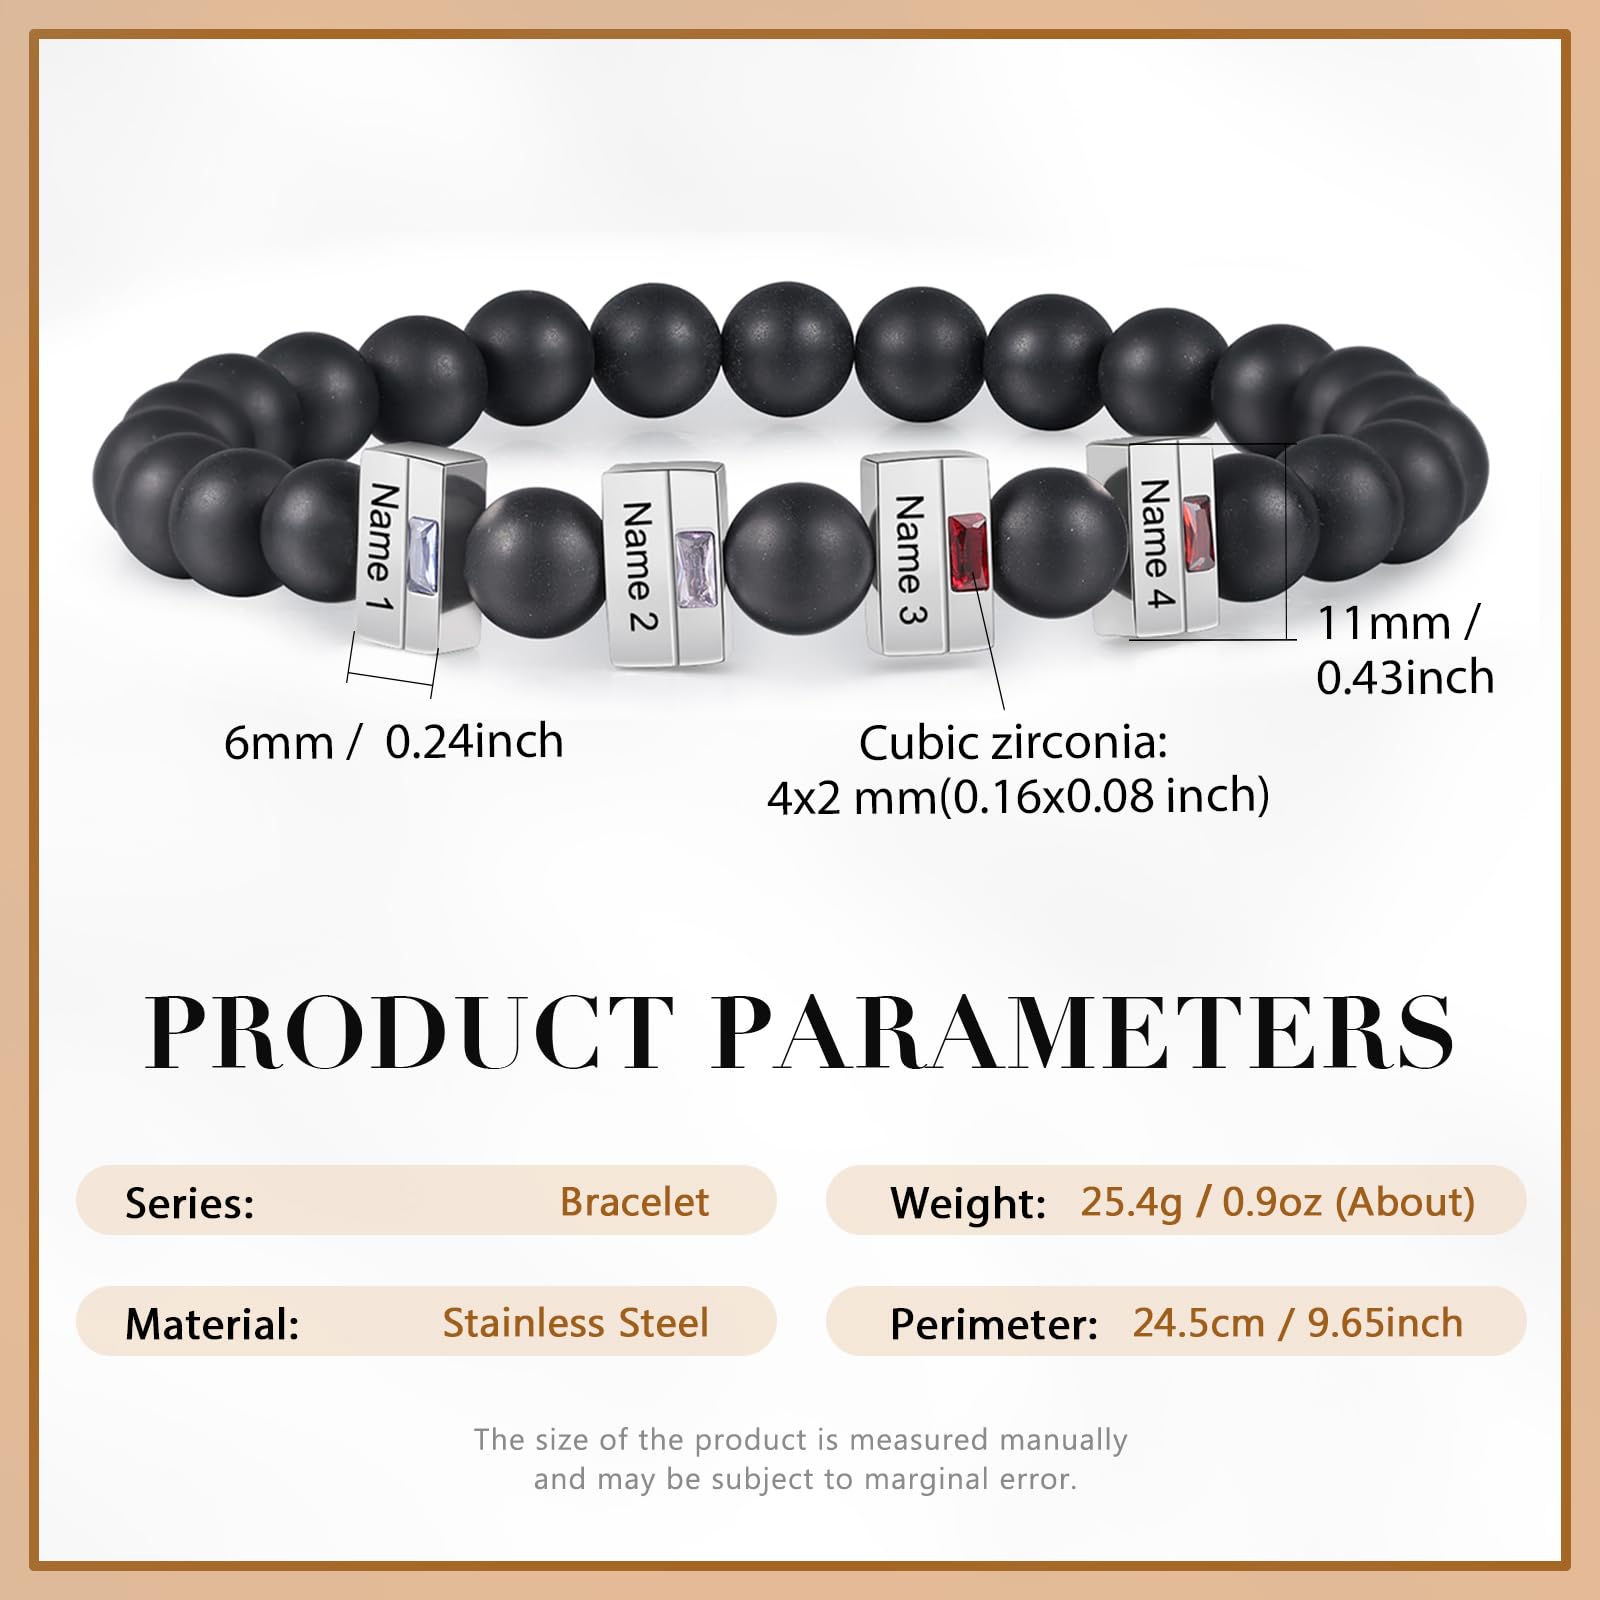 Name 1
Name 2
Name 3
Name 4
11mm /
0.43inch
6mm / 0.24inch
Cubic zirconia:
4x2 mm(0.16x0.08 inch)
PRODUCT PARAMETERS
Series: Bracelet
Weight: 25.4g / 0.9oz (About)
Material: Stainless Steel
Perimeter: 24.5cm / 9.65inch
The size of the product is measured manually
and may be subject to marginal error.